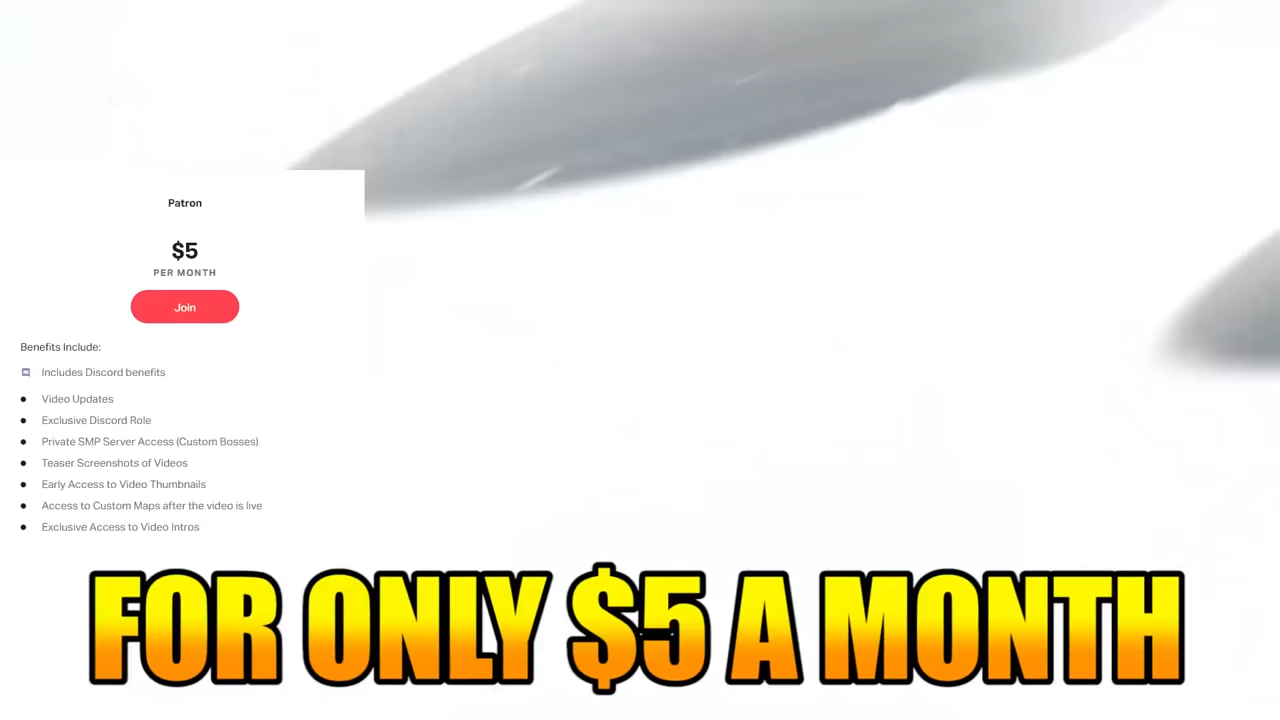 Patron
$5
PER MONTH
Join
Benefits Include:
Includes Discord benefits
Video Updates
Exclusive Discord Role
Private SMP Server Access (Custom Bosses)
Teaser Screenshots of Videos
Early Access to Video Thumbnails
Access to Custom Maps after the video is live
Exclusive Access to Video Intros
FOR ONLY $5 A MONTH